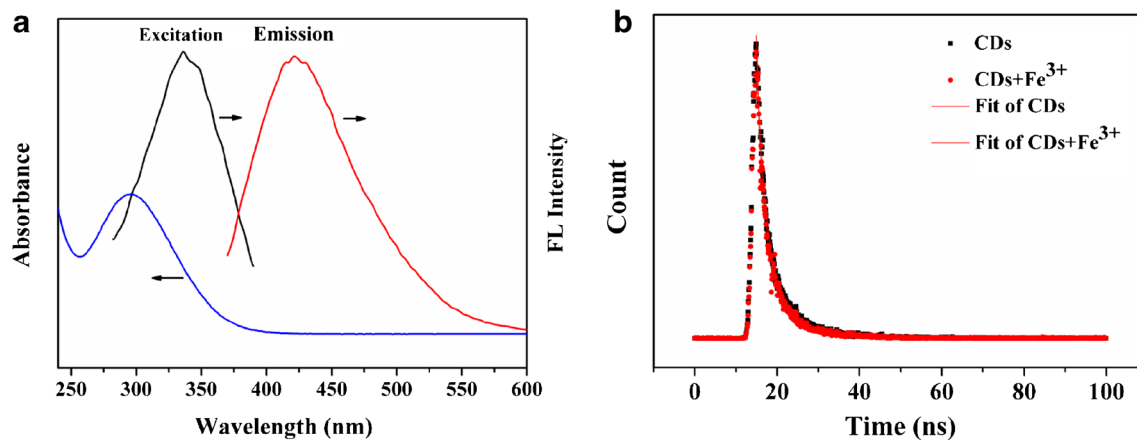 a
Excitation
Emission
Absorbance
FL Intensity
250 300 350 400 450 500 550 600
Wavelength (nm)
b
CDs
CDs+Fe³⁺
Fit of CDs
Fit of CDs+Fe³⁺
Count
0 20 40 60 80 100
Time (ns)